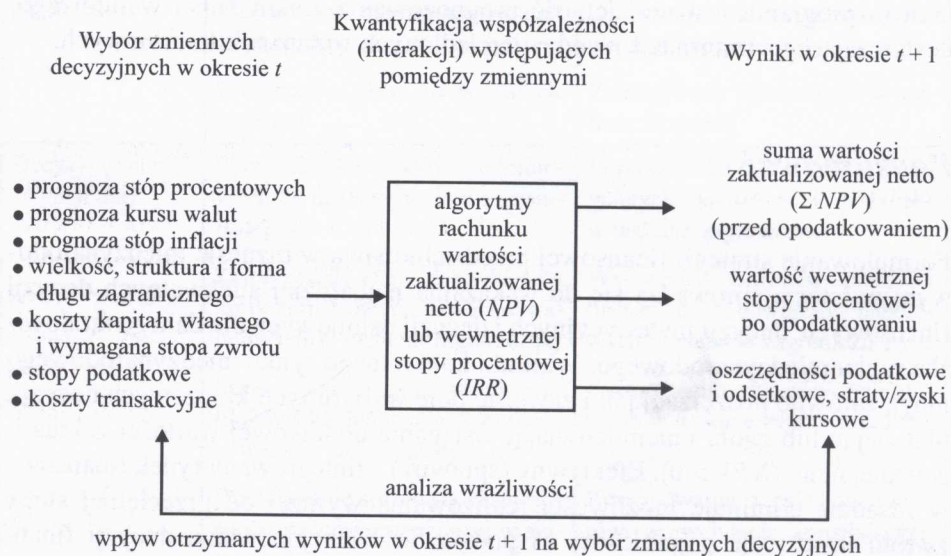 Wybór zmiennych
decyzyjnych w okresie t
Kwantyfikacja współzależności
(interakcji) występujących
pomiędzy zmiennymi
Wyniki w okresie t + 1
• prognoza stóp procentowych
• prognoza kursu walut
• prognoza stóp inflacji
• wielkość, struktura i forma
długu zagranicznego
• koszty kapitału własnego
i wymagana stopa zwrotu
• stopy podatkowe
• koszty transakcyjne
algorytmy
rachunku
wartości
zaktualizowanej
netto (NPV)
lub wewnętrznej
stopy procentowej
(IRR)
suma wartości
zaktualizowanej netto
(Σ NPV)
(przed opodatkowaniem)
wartość wewnętrznej
stopy procentowej
po opodatkowaniu
oszczędności podatkowe
i odsetkowe, straty/zyski
kursowe
analiza wrażliwości
wpływ otrzymanych wyników w okresie t + 1 na wybór zmiennych decyzyjnych